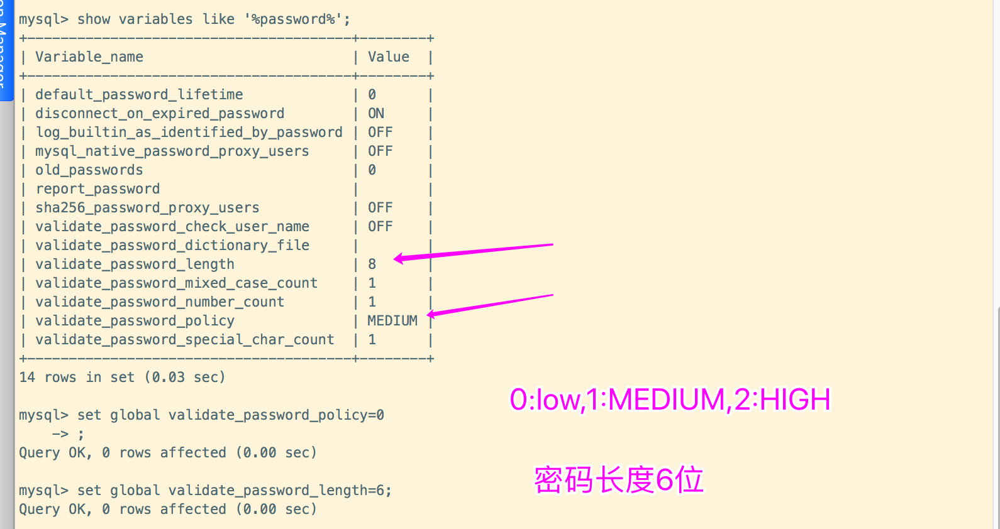 on Manager
mysql> show variables like '%password%';
+---------------------------------------+--------+
| Variable_name                         | Value  |
+---------------------------------------+--------+
| default_password_lifetime             | 0      |
| disconnect_on_expired_password        | ON     |
| log_builtin_as_identified_by_password | OFF    |
| mysql_native_password_proxy_users     | OFF    |
| old_passwords                         | 0      |
| report_password                       |        |
| sha256_password_proxy_users           | OFF    |
| validate_password_check_user_name     | OFF    |
| validate_password_dictionary_file     |        |
| validate_password_length              | 8      |
| validate_password_mixed_case_count    | 1      |
| validate_password_number_count        | 1      |
| validate_password_policy              | MEDIUM |
| validate_password_special_char_count  | 1      |
+---------------------------------------+--------+
14 rows in set (0.03 sec)
0:low,1:MEDIUM,2:HIGH
mysql> set global validate_password_policy=0
    -> ;
Query OK, 0 rows affected (0.00 sec)
密码长度6位
mysql> set global validate_password_length=6;
Query OK, 0 rows affected (0.00 sec)